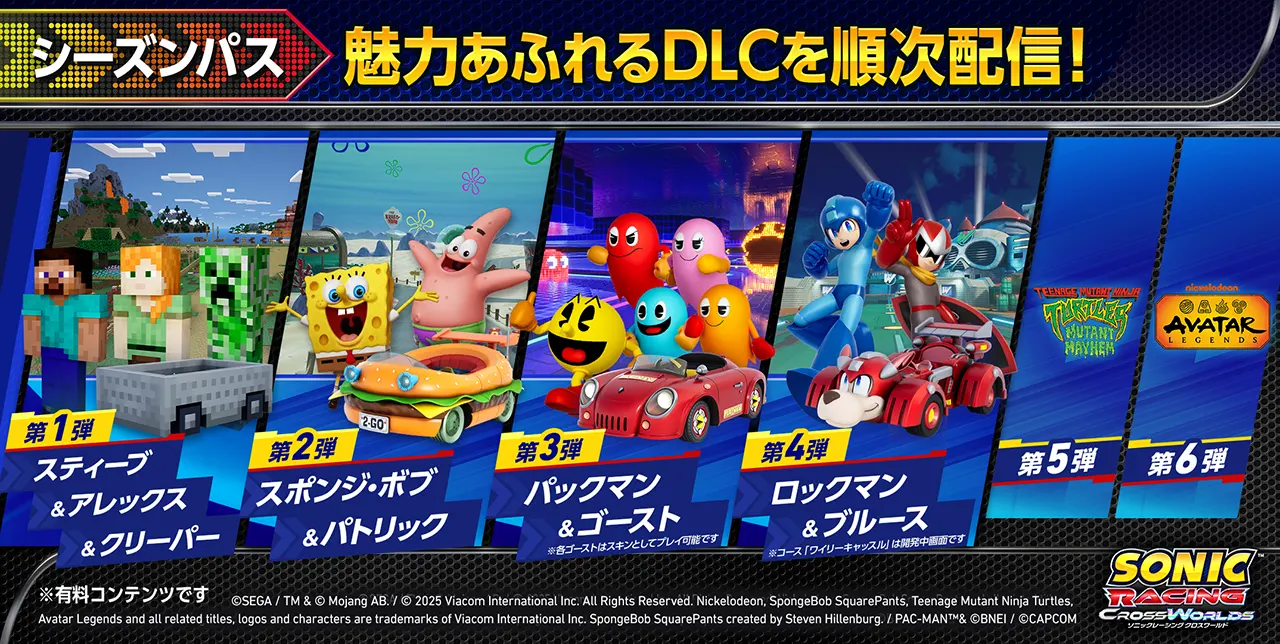 シーズンパス
魅力あふれるDLCを順次配信!
第1弾
スティーブ
&アレックス
&クリーパー
2-GO
第2弾
スポンジ・ボブ
&パトリック
第3弾
パックマン
&ゴースト
※各ゴーストはスキンとしてプレイ可能です
第4弾
ロックマン
&ブルース
※コース「ワイリーキャッスル」は開発中画面です
TEENAGE MUTANT NINJA
TURTLES
MUTANT
MAYHEM
第5弾
nickelodeon
AVATAR
LEGENDS
第6弾
※有料コンテンツです
©SEGA / TM & © Mojang AB. / © 2025 Viacom International Inc. All Rights Reserved. Nickelodeon, SpongeBob SquarePants, Teenage Mutant Ninja Turtles,
Avatar Legends and all related titles, logos and characters are trademarks of Viacom International Inc. SpongeBob SquarePants created by Steven Hillenburg. / PAC-MAN™& ©BNEI / ©CAPCOM
SONIC
RACING
CROSSWORLDS
ソニックレーシング クロスワールド